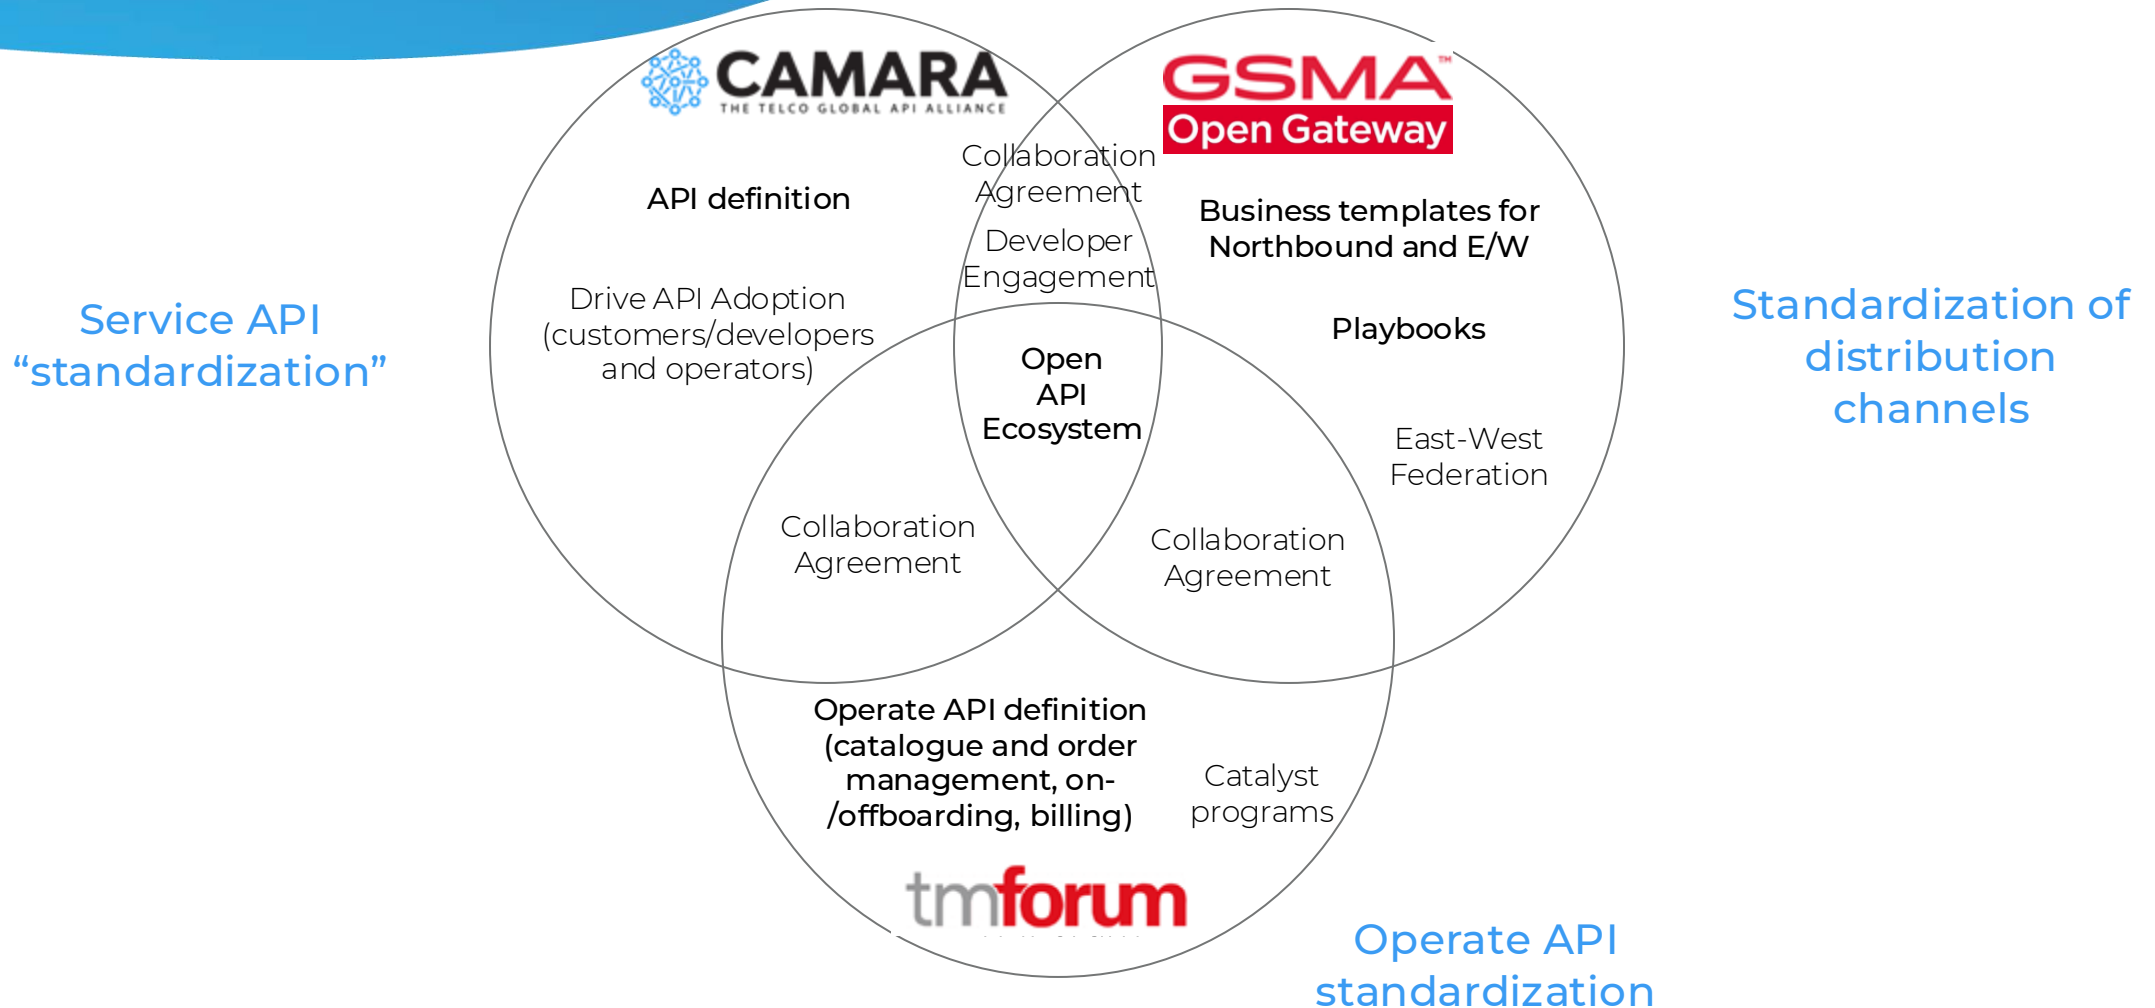 CAMARA
THE TELCO GLOBAL API ALLIANCE
GSMA™
Open Gateway
API definition
Drive API Adoption
(customers/developers
and operators)
Collaboration
Agreement
Developer
Engagement
Business templates for
Northbound and E/W
Playbooks
East-West
Federation
Service API
“standardization”
Standardization of
distribution
channels
Open
API
Ecosystem
Collaboration
Agreement
Collaboration
Agreement
Operate API definition
(catalogue and order
management, on-
/offboarding, billing)
Catalyst
programs
tmforum
Operate API
standardization